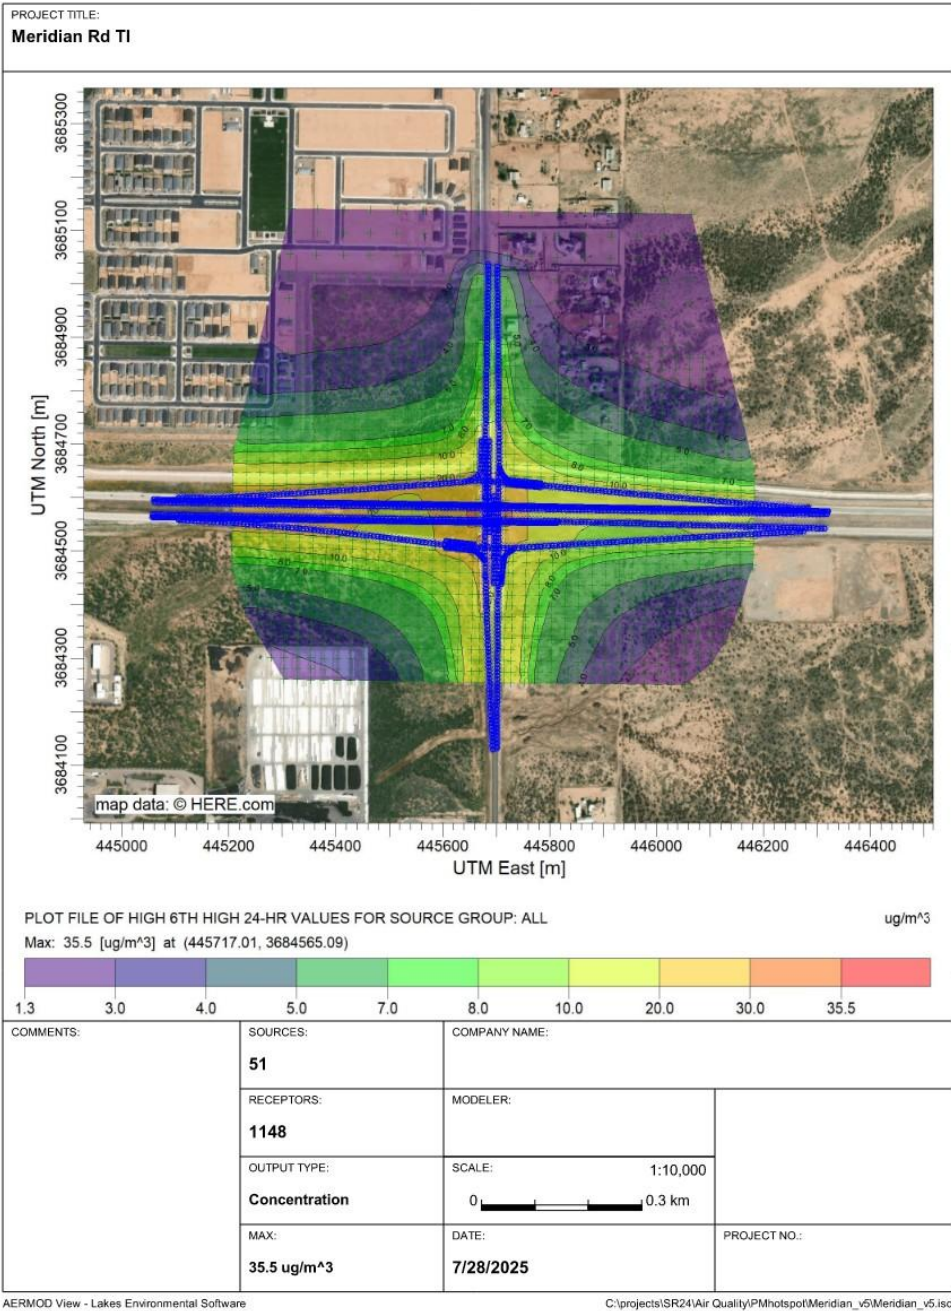 PROJECT TITLE:
Meridian Rd TI
3685300
3685100
3684900
3684700
3684500
3684300
3684100
UTM North [m]
map data: © HERE.com
445000 445200 445400 445600 445800 446000 446200 446400
UTM East [m]
PLOT FILE OF HIGH 6TH HIGH 24-HR VALUES FOR SOURCE GROUP: ALL ug/m^3
Max: 35.5 [ug/m^3] at (445717.01, 3684565.09)
1.3 3.0 4.0 5.0 7.0 8.0 10.0 20.0 30.0 35.5
COMMENTS:
SOURCES:
51
COMPANY NAME:
RECEPTORS:
1148
MODELER:
OUTPUT TYPE:
Concentration
SCALE: 1:10,000
0 0.3 km
MAX:
35.5 ug/m^3
DATE:
7/28/2025
PROJECT NO.:
AERMOD View - Lakes Environmental Software C:\projects\SR24\Air Quality\PMhotspot\Meridian_v5\Meridian_v5.isc